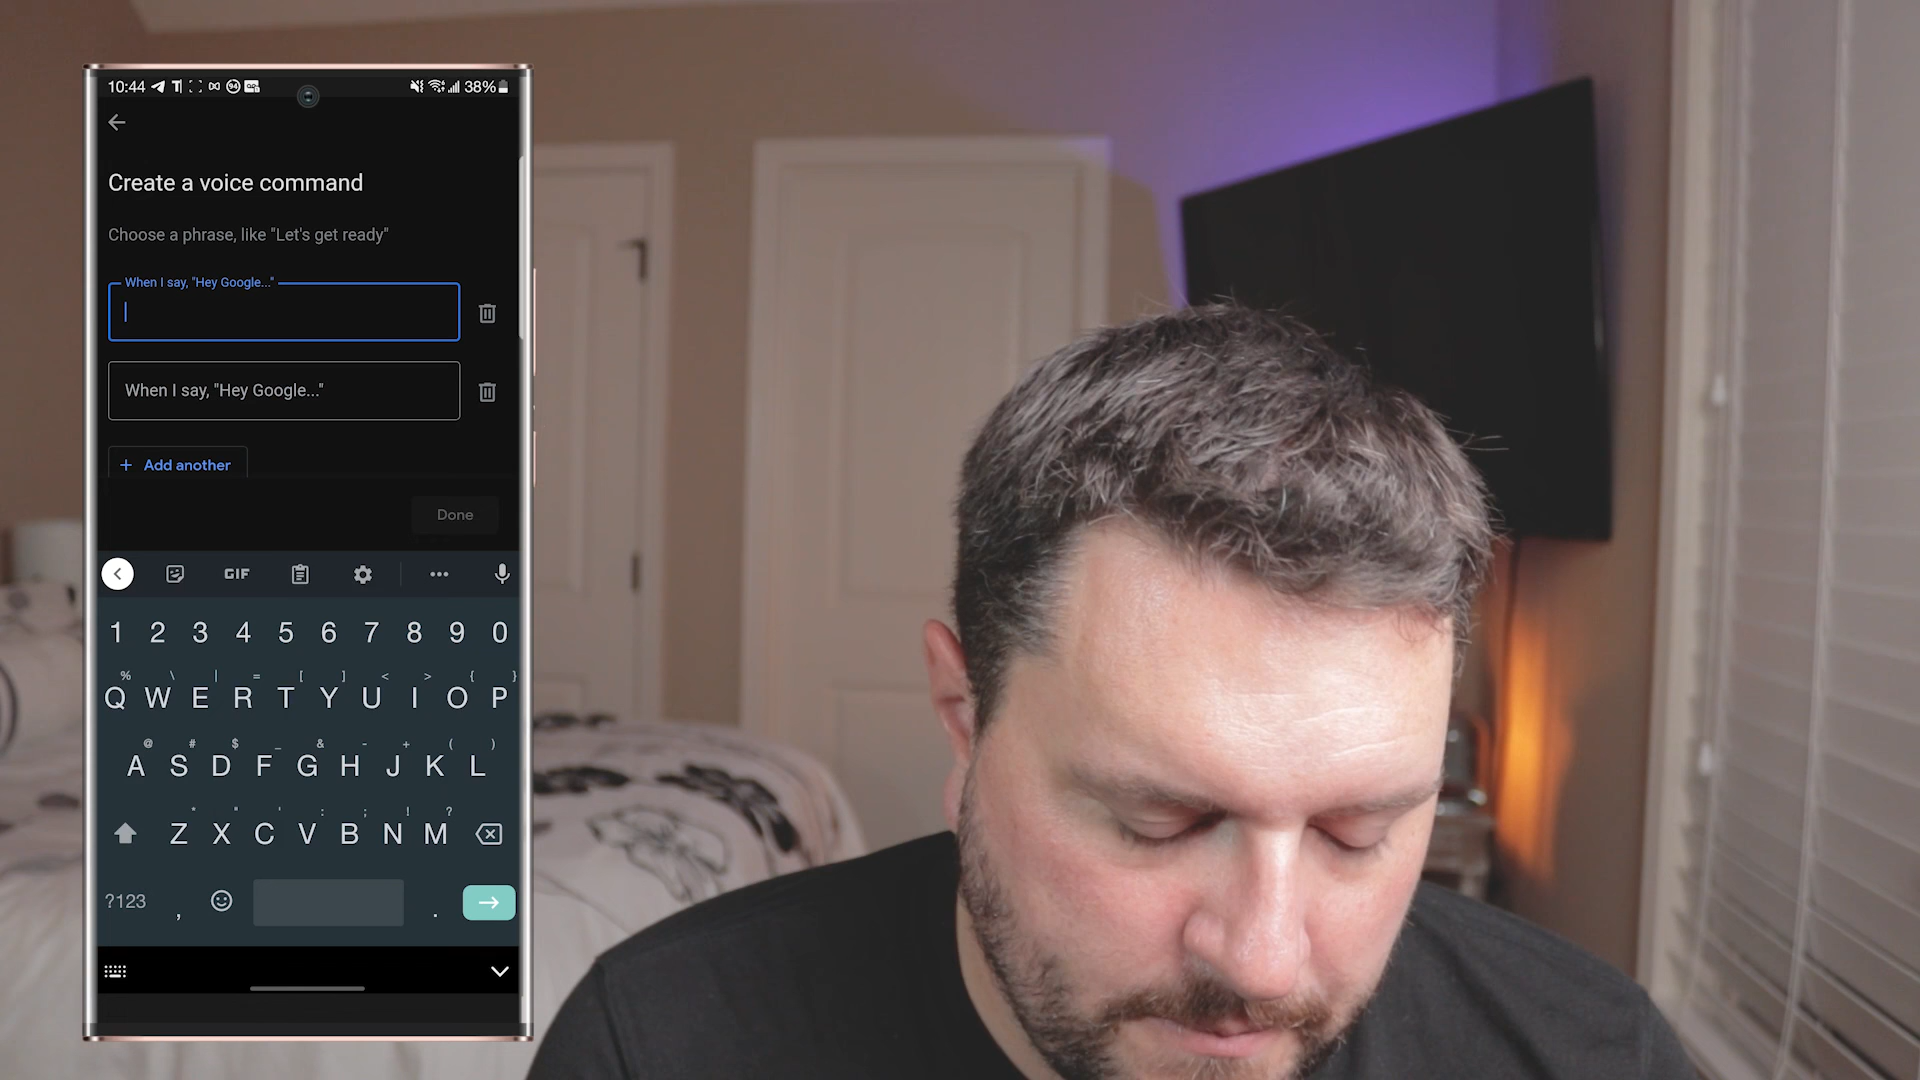 10:44 38%
Create a voice command
Choose a phrase, like "Let's get ready"
When I say, "Hey Google..."
When I say, "Hey Google..."
+ Add another
Done
GIF
1 2 3 4 5 6 7 8 9 0
% \ | = [ ] < > { }
Q W E R T Y U I O P
@ # $ _ & - + ( )
A S D F G H J K L
* " ' : ; ! ?
Z X C V B N M
?123 , .